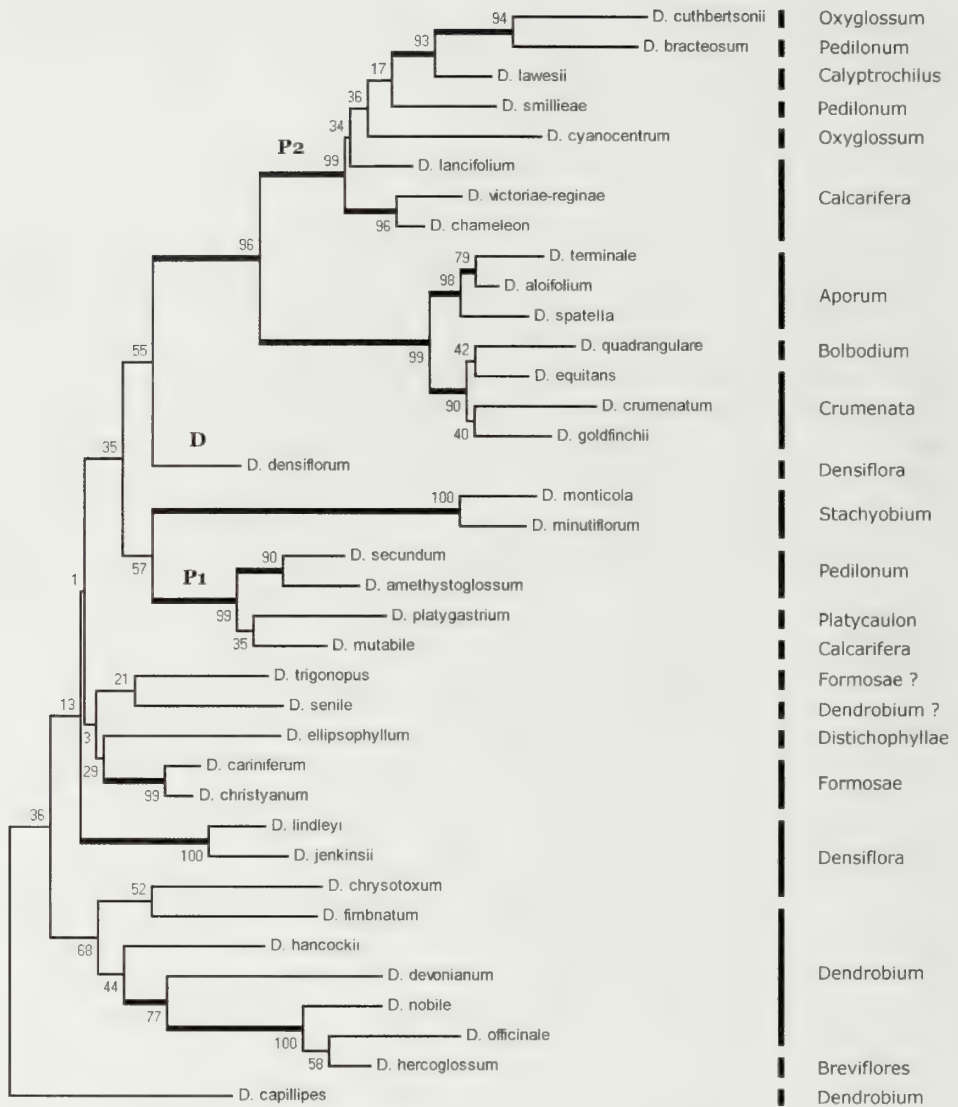 94 D. cuthbertsonii Oxyglossum
93 D. bracteosum Pedilonum
17 D. lawesii Calyptrochilus
36 D. smillieae Pedilonum
34 D. cyanocentrum Oxyglossum
P2 99 D. lancifolium
D. victoriae-reginae Calcarifera
96 D. chameleon
96 79 D. terminale
98 D. aloifolium Aporum
D. spatella
99 42 D. quadrangulare Bolbodium
55 D. equitans
90 D. crumenatum Crumenata
40 D. goldfinchii
35 D D. densiflorum Densiflora
100 D. monticola Stachyobium
D. minutiflorum
57 P1 90 D. secundum Pedilonum
1 99 D. amethystoglossum
D. platygastrium Platycaulon
35 D. mutabile Calcarifera
21 D. trigonopus Formosae ?
13 D. senile Dendrobium ?
3 D. ellipsophyllum Distichophyllae
29 D. cariniferum Formosae
99 D. christyanum
36 D. lindleyi Densiflora
100 D. jenkinsii
52 D. chrysotoxum
D. fimbnatum
68 D. hancockii
44 D. devonianum Dendrobium
77 D. nobile
100 D. officinale
58 D. hercoglossum Breviflores
D. capillipes Dendrobium